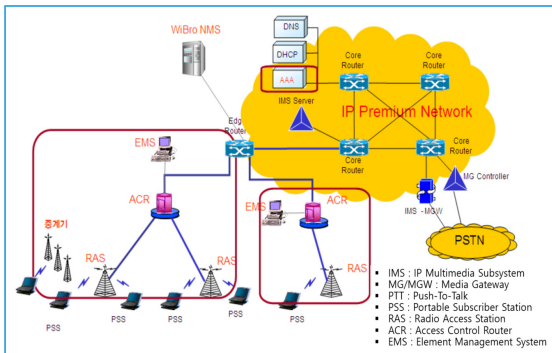 WiBro NMS
DNS
DHCP
AAA
Core
Router
Core
Router
IMS Server
IP Premium Network
Edg
Router
EMS
Core
Router
Core
Router
MG Controller
ACR
EMS
ACR
IMS -MGW
중계기
PSTN
RAS
RAS
RAS
PSS
PSS
PSS
PSS
PSS
PSS
▪ IMS : IP Multimedia Subsystem
▪ MG/MGW : Media Gateway
▪ PTT : Push-To-Talk
▪ PSS : Portable Subscriber Station
▪ RAS : Radio Access Station
▪ ACR : Access Control Router
▪ EMS : Element Management System